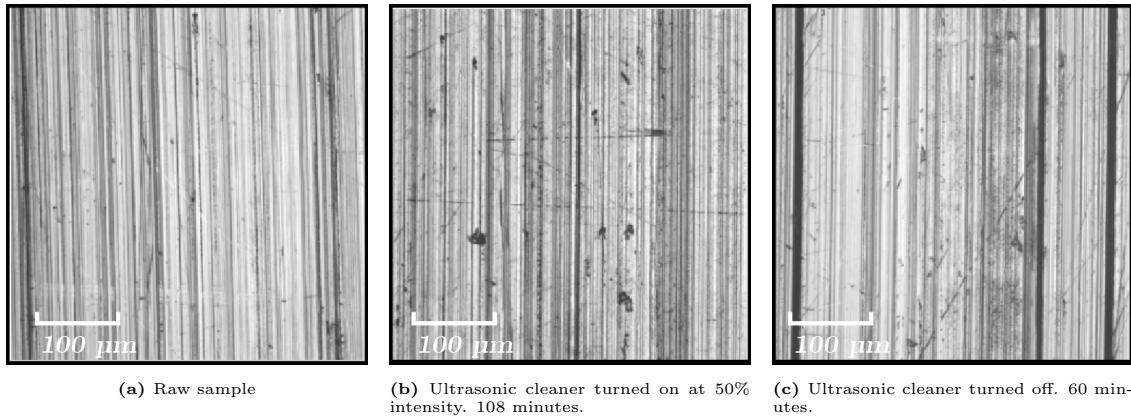 100 µm
100 µm
100 µm
(a) Raw sample
(b) Ultrasonic cleaner turned on at 50%
intensity. 108 minutes.
(c) Ultrasonic cleaner turned off. 60 min-
utes.